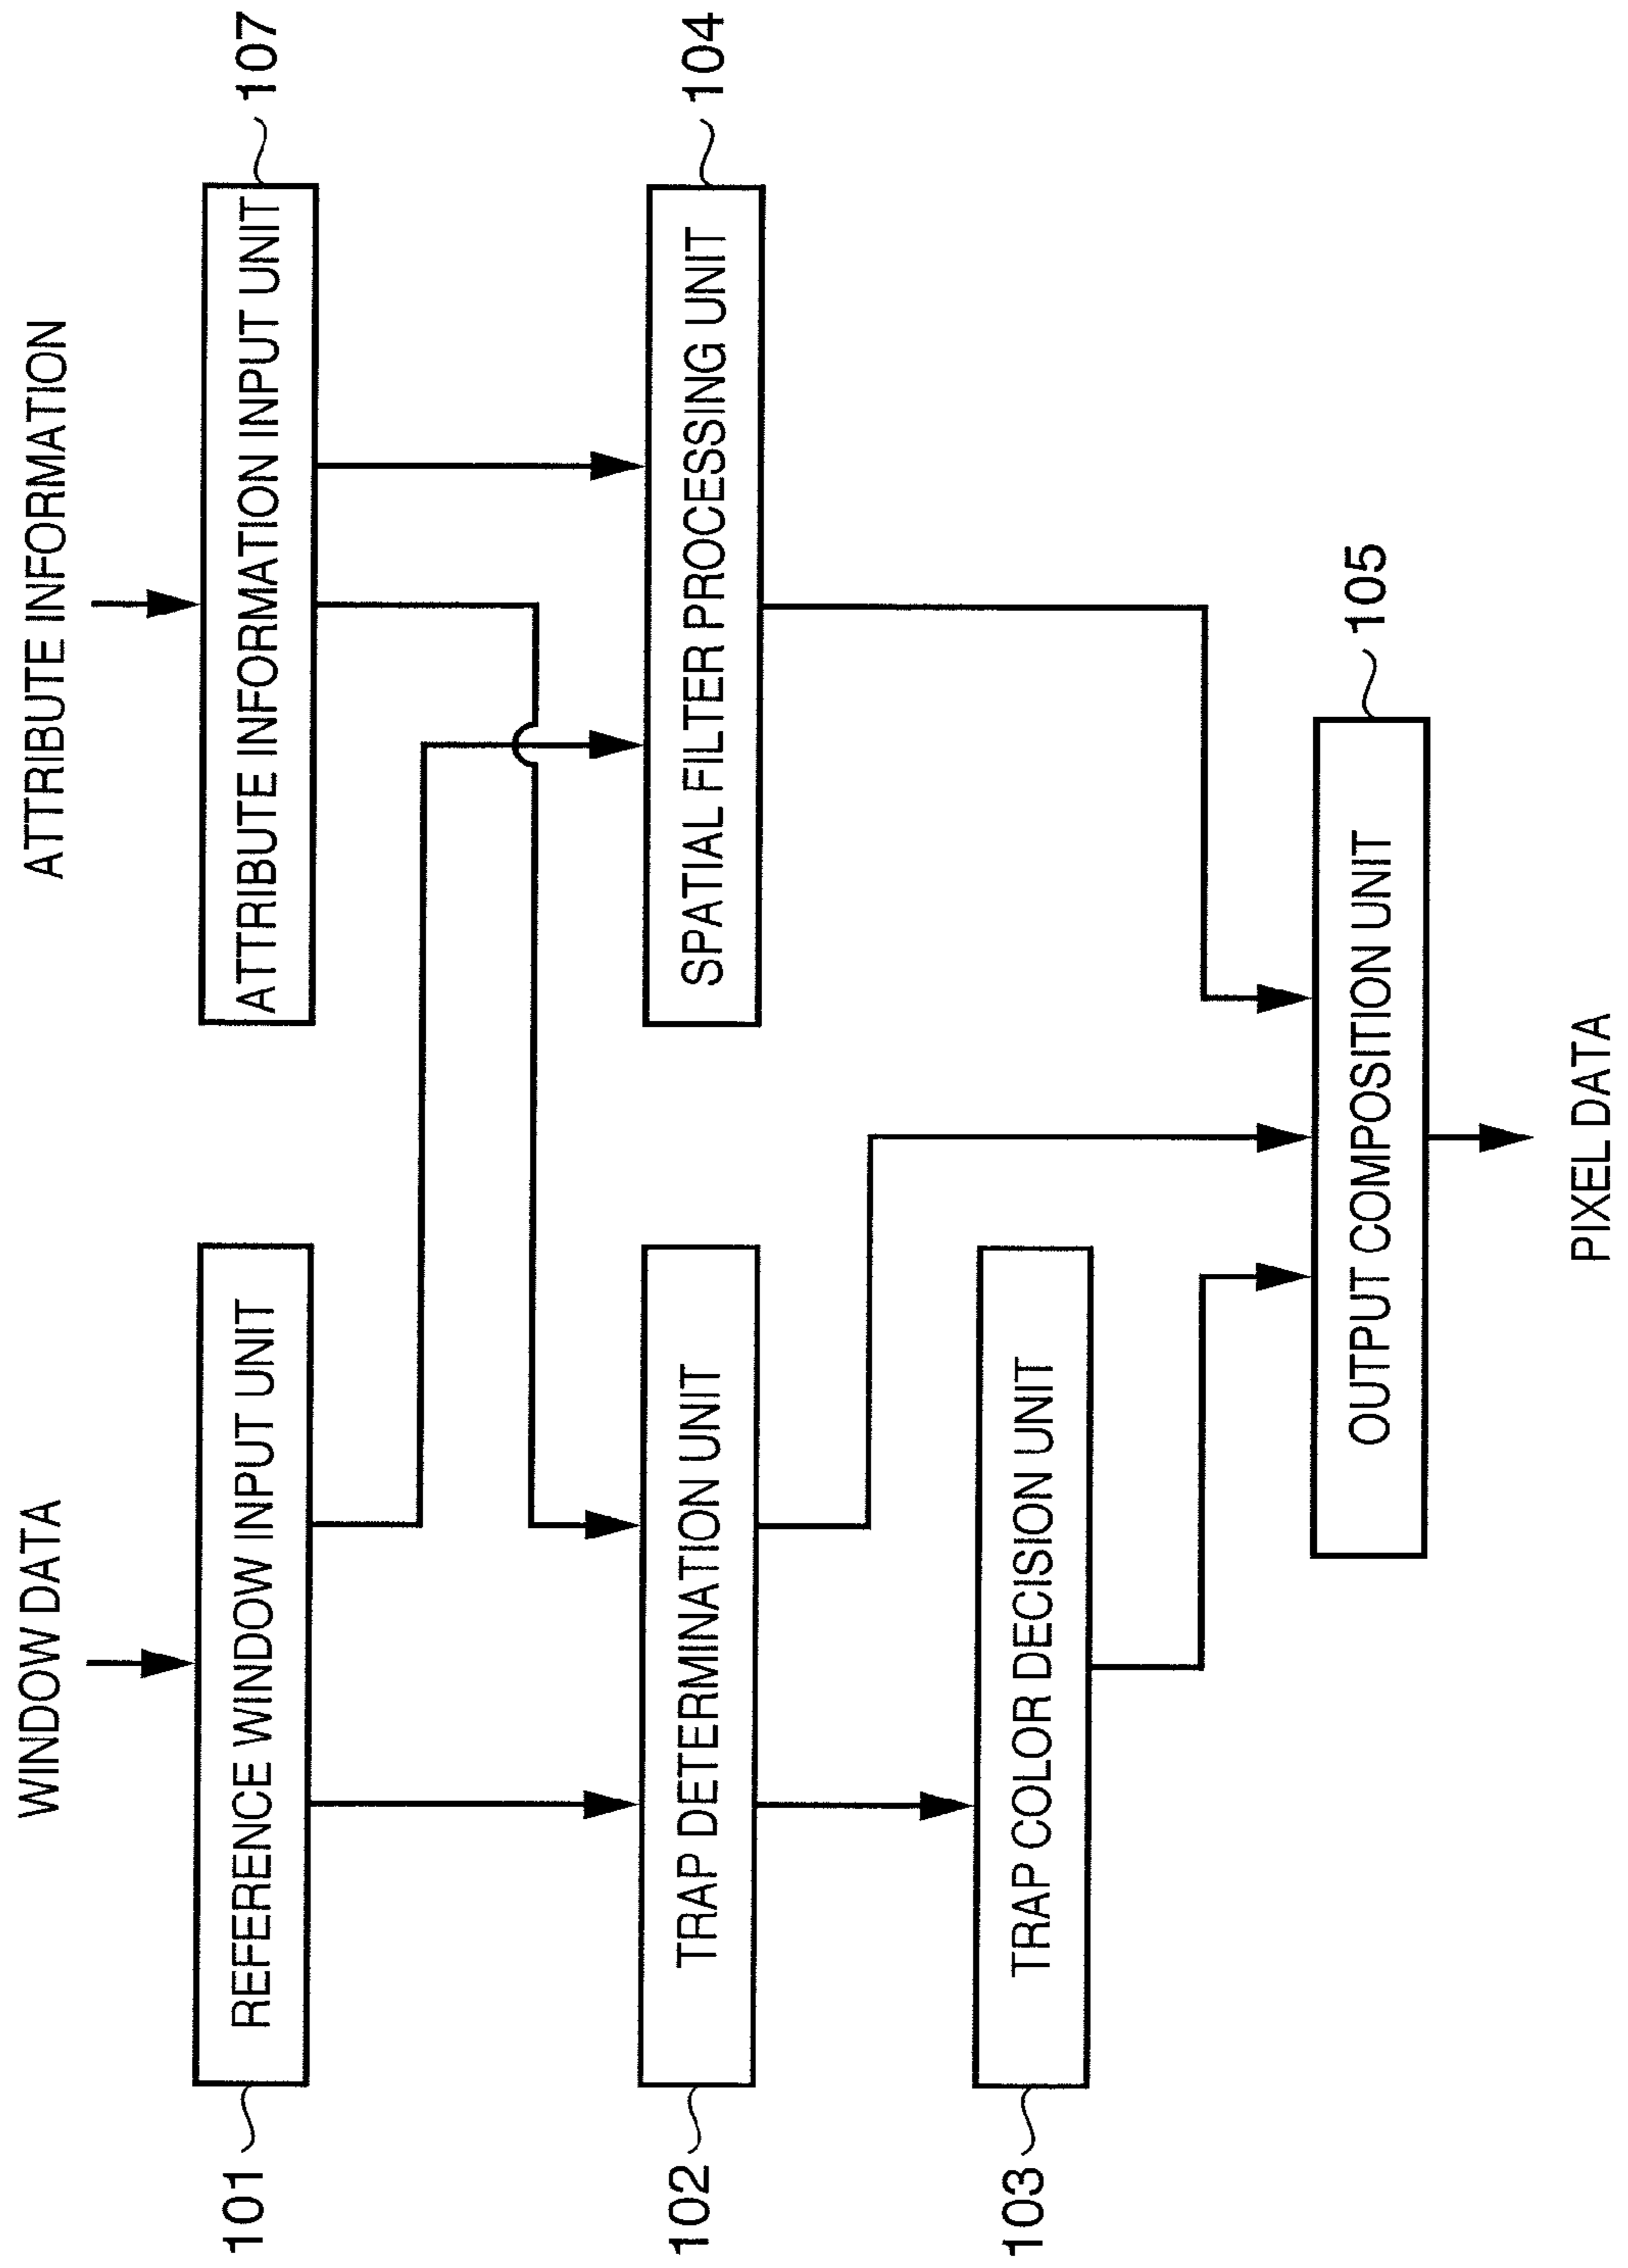 WINDOW DATA
ATTRIBUTE INFORMATION
101
REFERENCE WINDOW INPUT UNIT
ATTRIBUTE INFORMATION INPUT UNIT
107
102
TRAP DETERMINATION UNIT
SPATIAL FILTER PROCESSING UNIT
104
103
TRAP COLOR DECISION UNIT
OUTPUT COMPOSITION UNIT
105
PIXEL DATA